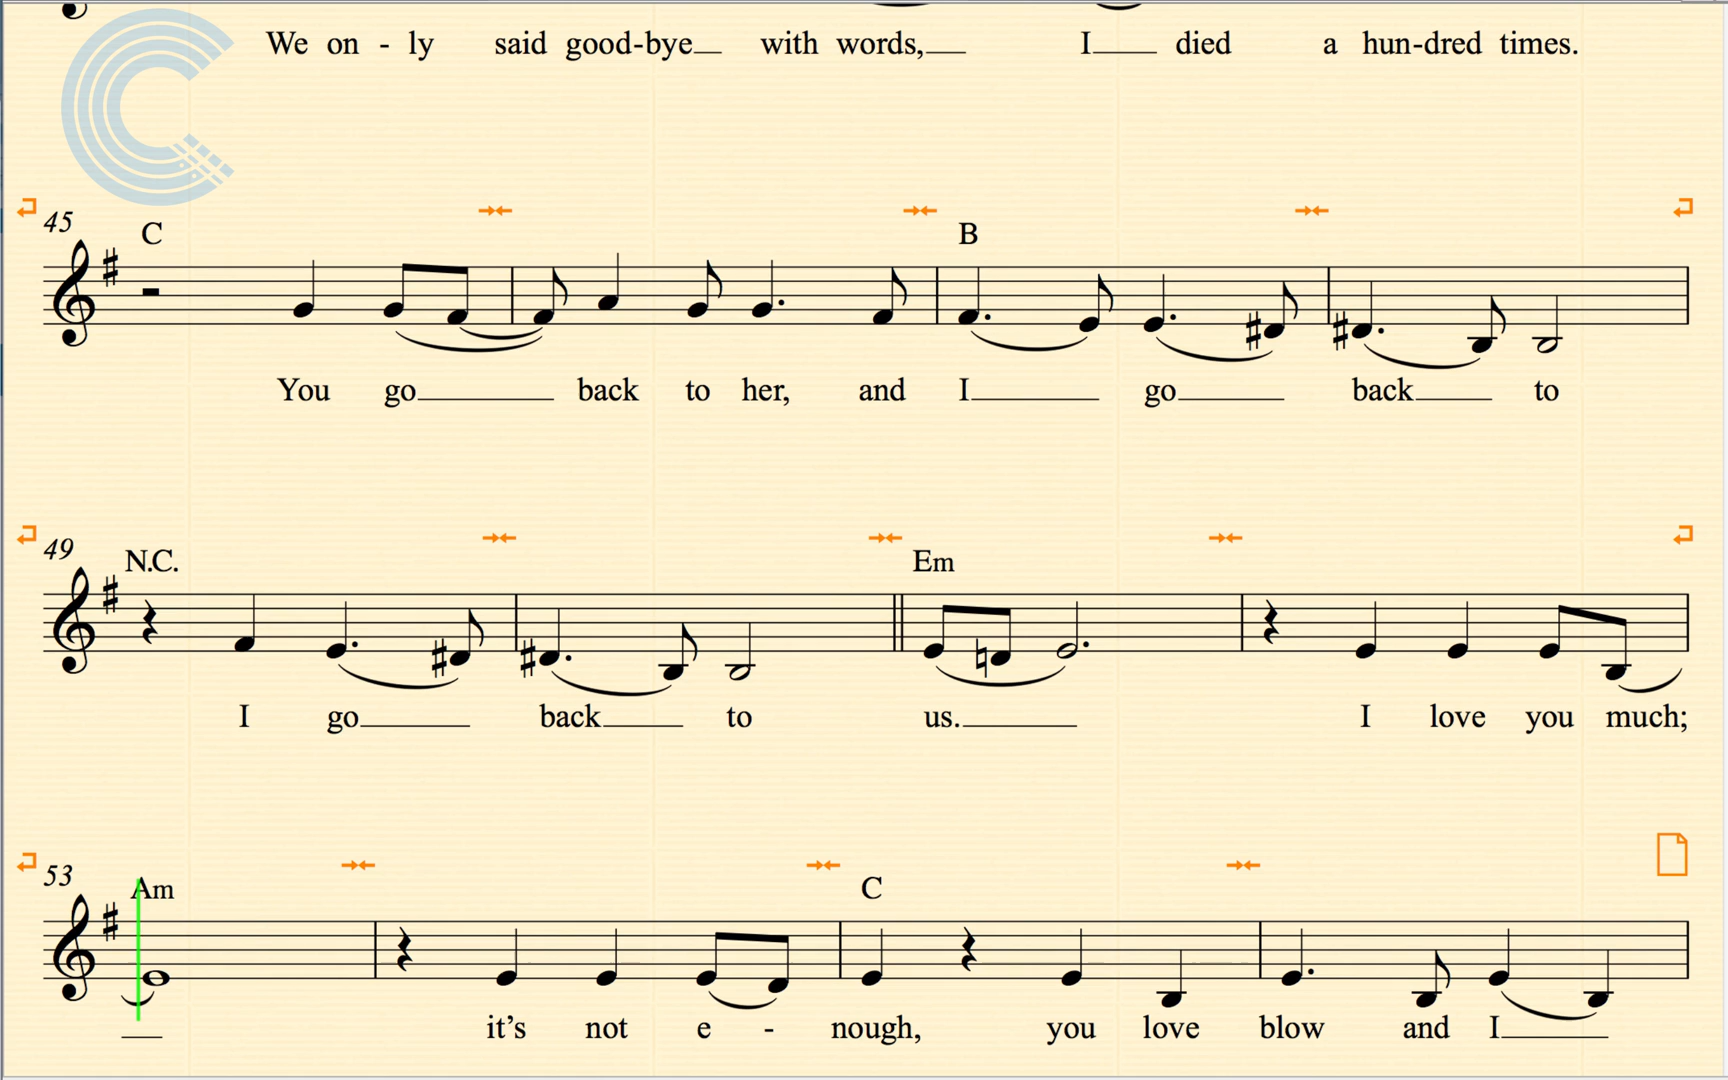 We on - ly said good-bye with words, I died a hun-dred times.
45
C B
You go back to her, and I go back to
49
N.C. Em
I go back to us. I love you much;
53
Am C
it's not e - nough, you love blow and I